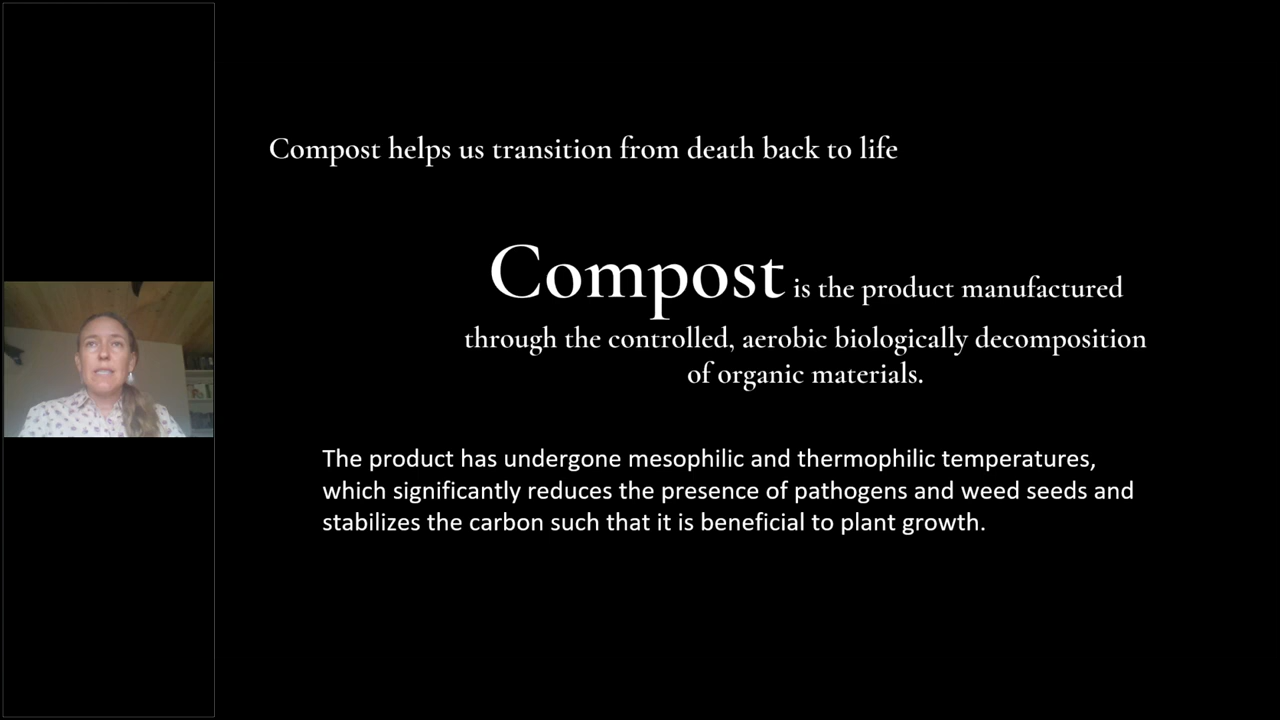 Compost helps us transition from death back to life
Compost is the product manufactured
through the controlled, aerobic biologically decomposition
of organic materials.
The product has undergone mesophilic and thermophilic temperatures,
which significantly reduces the presence of pathogens and weed seeds and
stabilizes the carbon such that it is beneficial to plant growth.